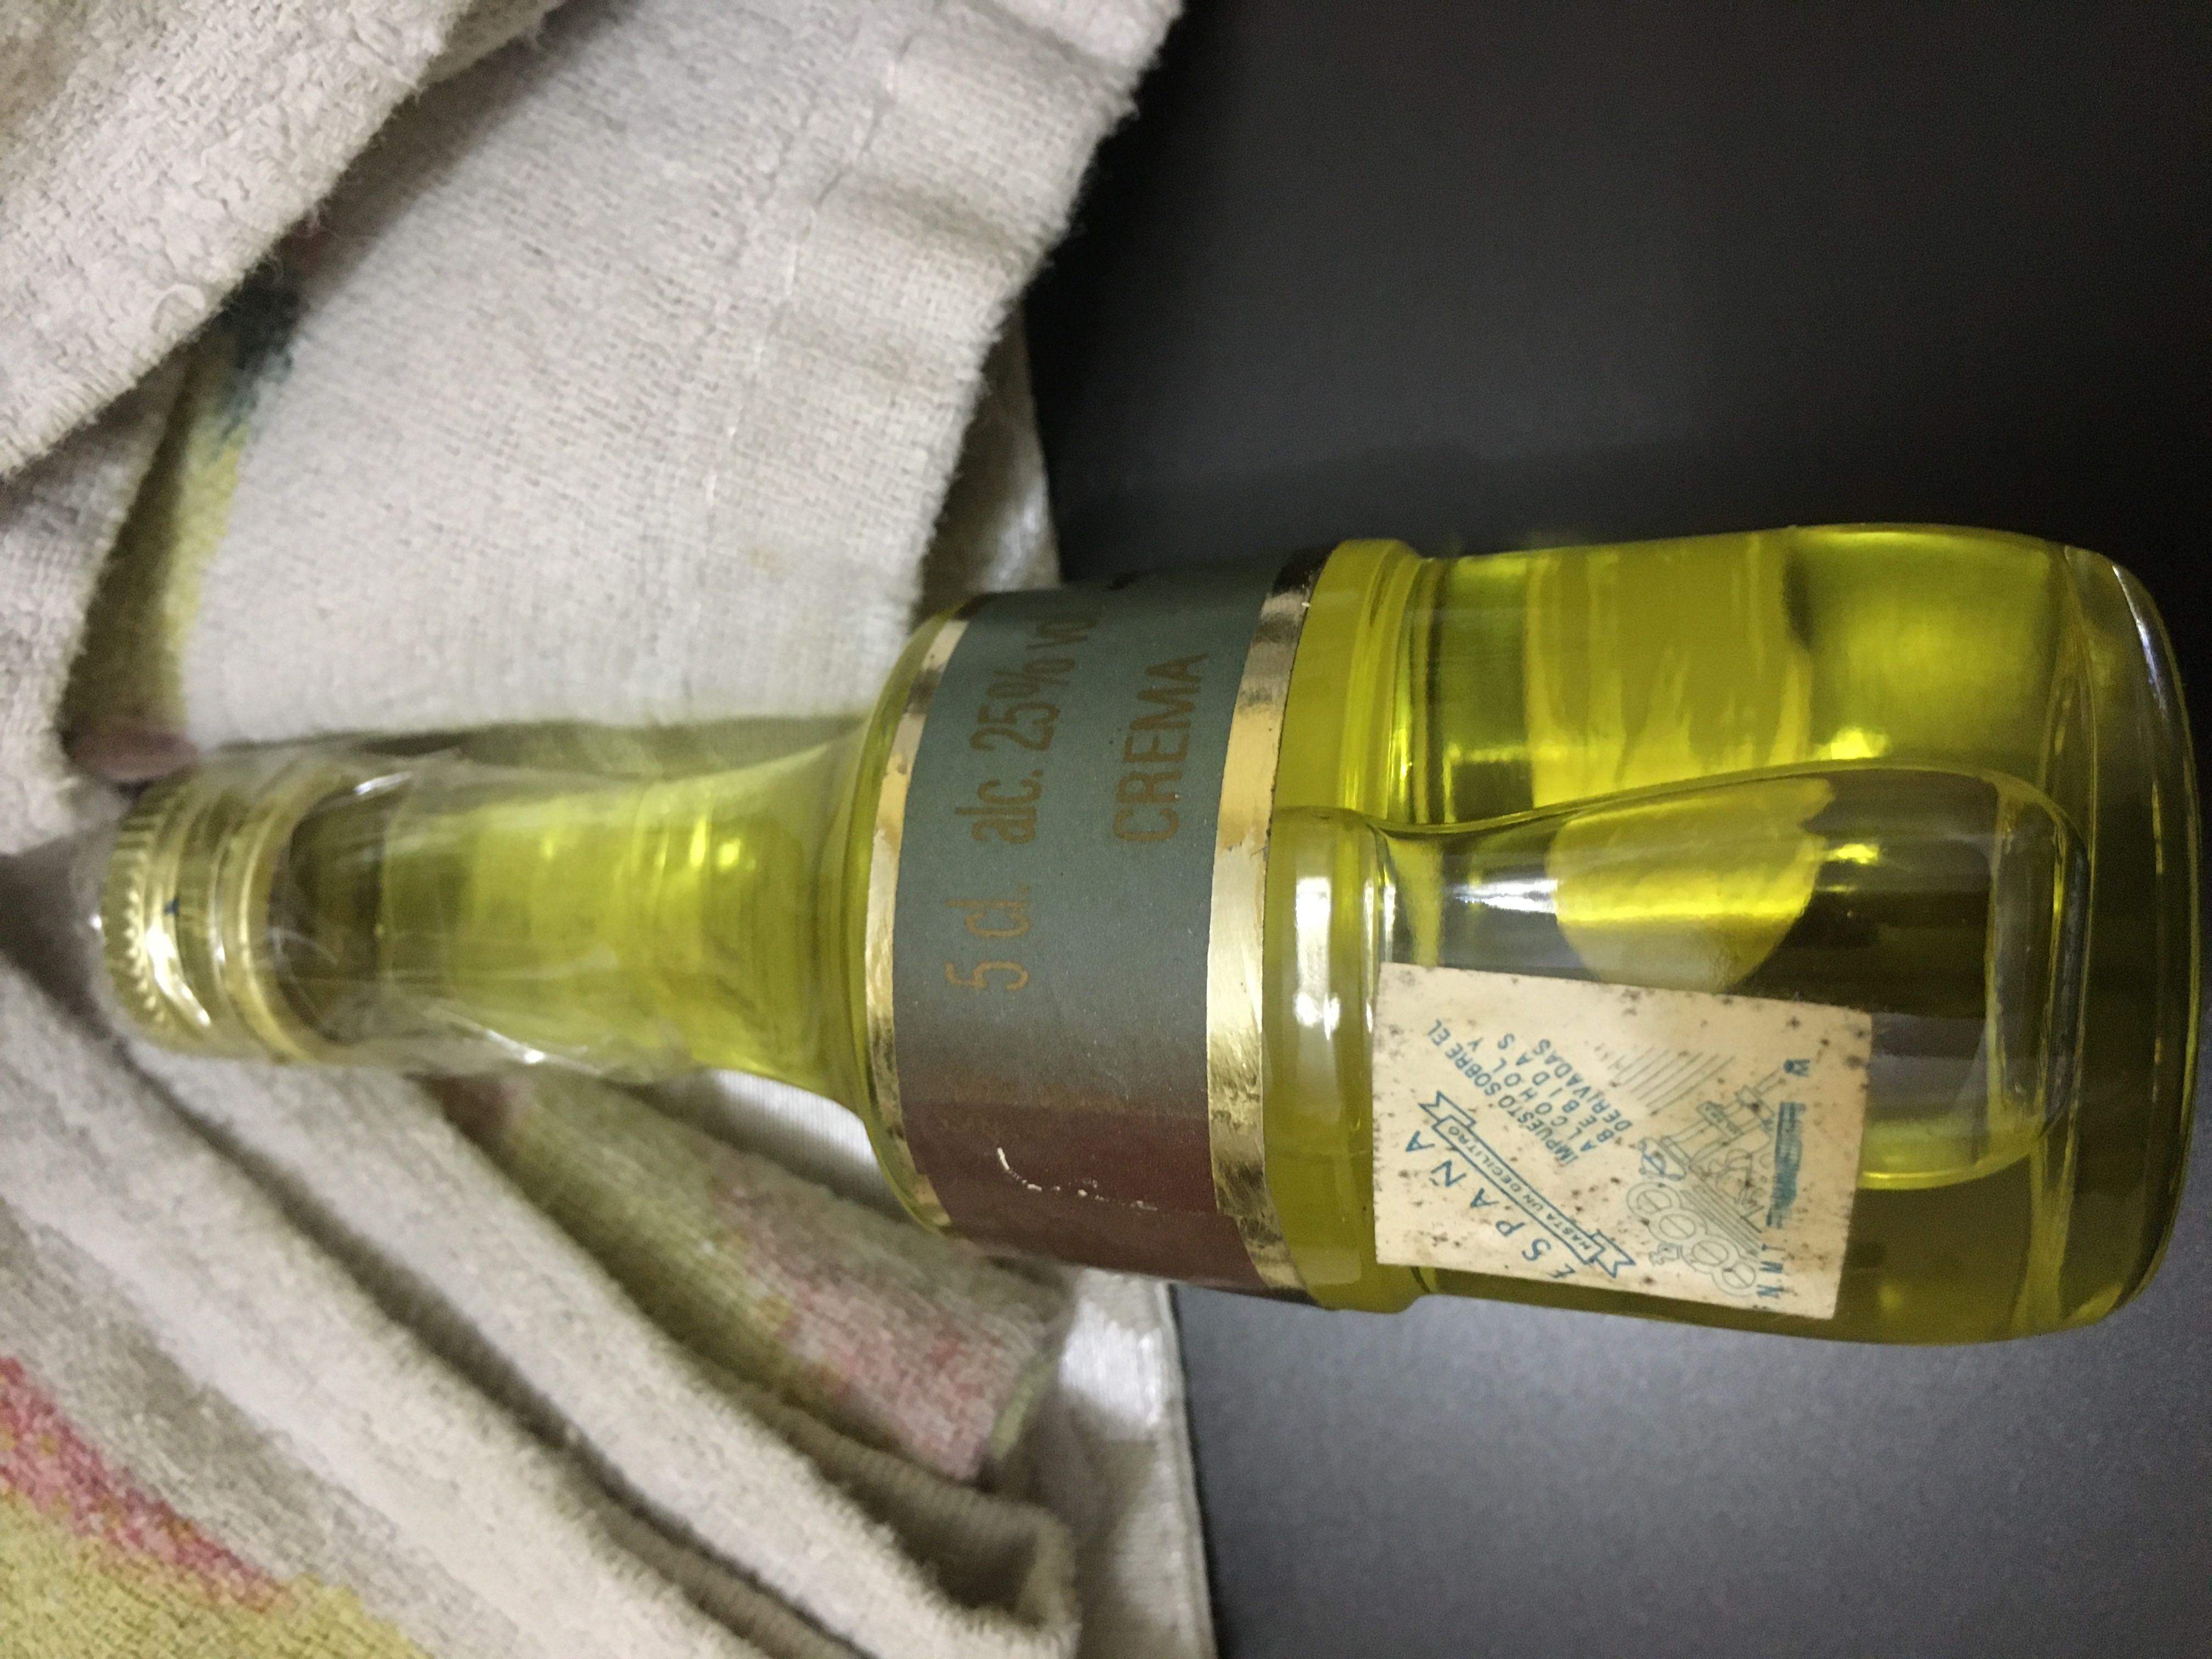 5 cl. alc. 25% vol.
CREMA
ESPAÑA
HASTA UN DECILITRO
IMPUESTO SOBRE EL
ALCOHOL Y
BEBIDAS
DERIVADAS